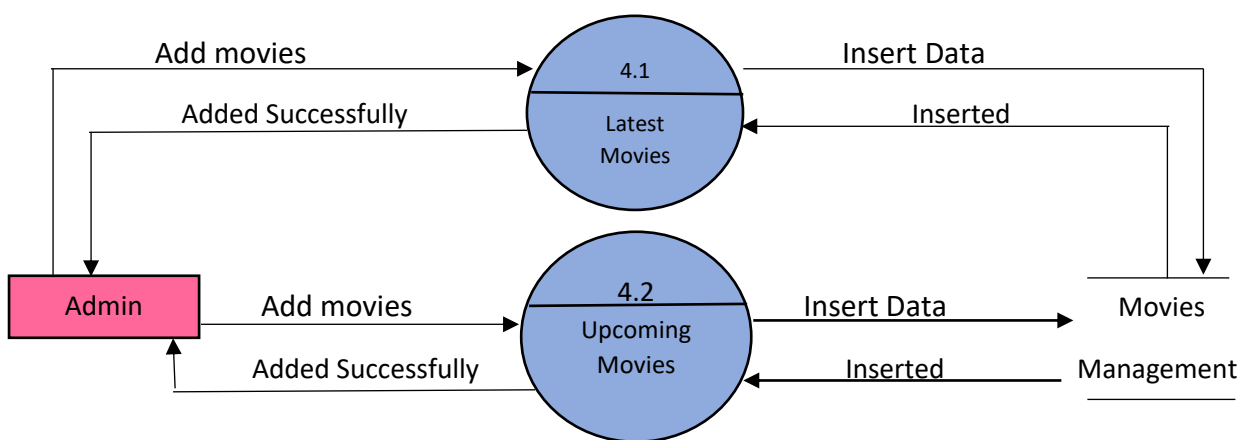 Add movies
4.1
Insert Data
Added Successfully
Latest
Movies
Inserted
Admin
Add movies
4.2
Upcoming
Movies
Insert Data
Movies
Added Successfully
Inserted
Management